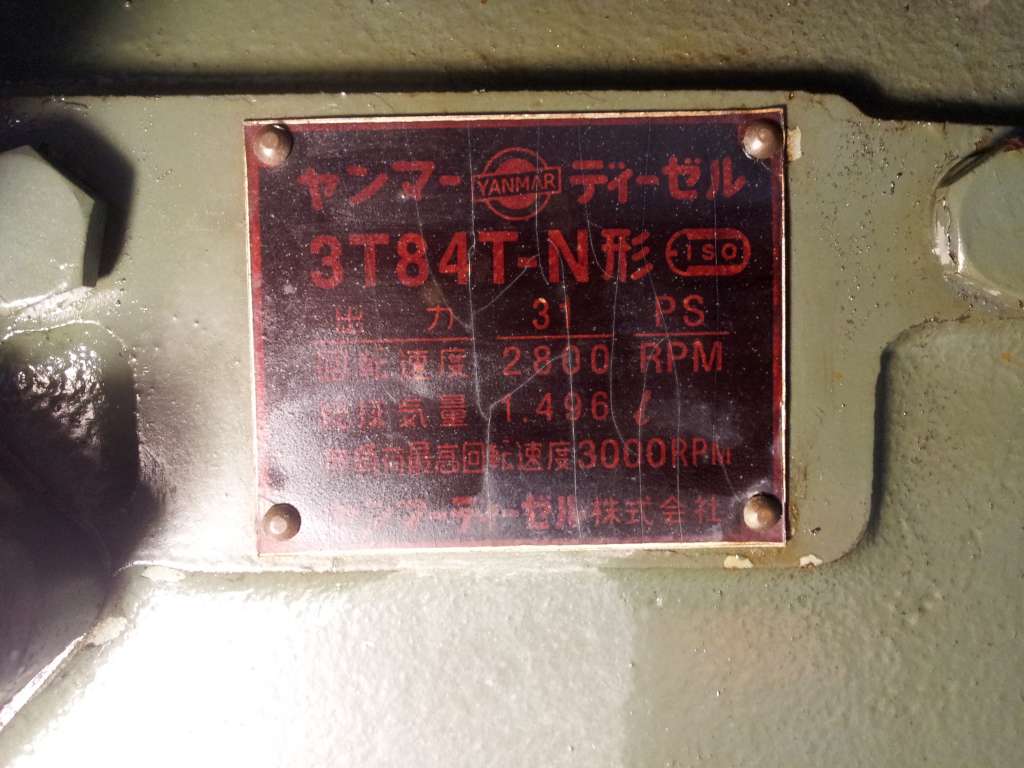 ヤンマー YANMAR ディーゼル
3T84T-N形 iso
出力 31 PS
回転速度 2800 RPM
総排気量 1.496 ℓ
無負荷最高回転速度3000RPM
ヤンマーディーゼル株式会社